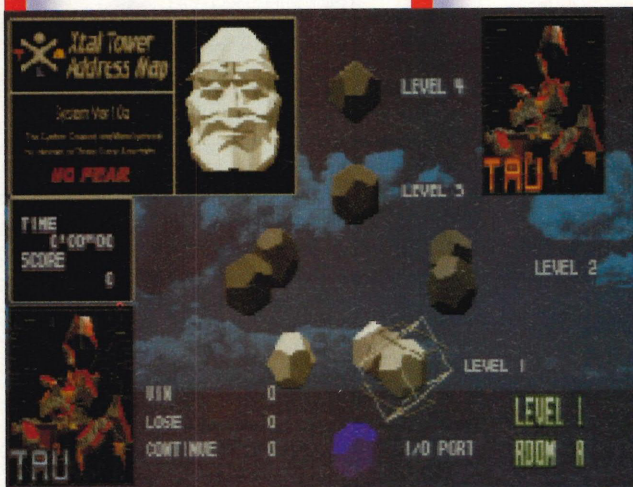 Xtal Tower
Address Map
NO FEAR
LEVEL 4
TAU
LEVEL 3
TIME
0'00"00
SCORE
0
LEVEL 2
LEVEL 1
WIN 0
LOSE 0
CONTINUE 0
I/O PORT
LEVEL 1
ROOM A
TAU